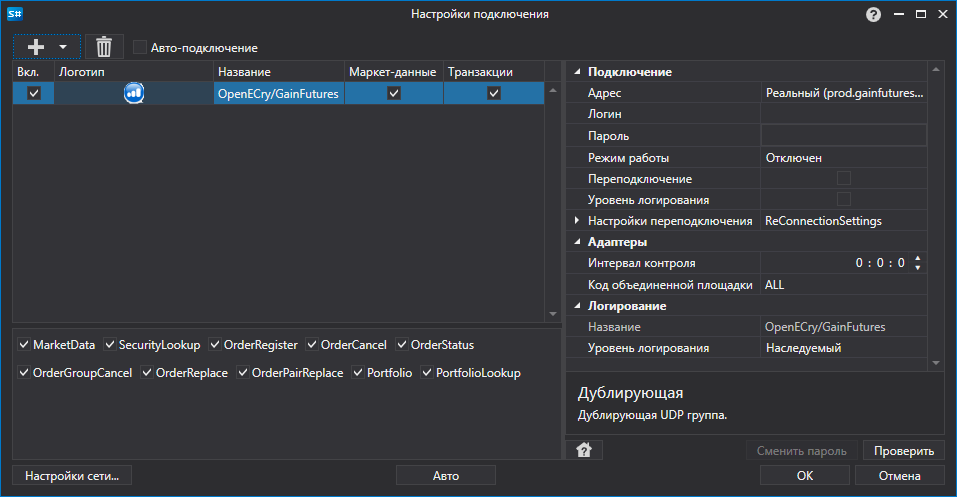 S#
Настройки подключения
?
Авто-подключение
Вкл. Логотип Название Маркет-данные Транзакции
OpenECry/GainFutures
MarketData SecurityLookup OrderRegister OrderCancel OrderStatus
OrderGroupCancel OrderReplace OrderPairReplace Portfolio PortfolioLookup
Подключение
Адрес Реальный (prod.gainfutures...
Логин
Пароль
Режим работы Отключен
Переподключение
Уровень логирования
Настройки переподключения ReConnectionSettings
Адаптеры
Интервал контроля 0 : 0 : 0
Код объединенной площадки ALL
Логирование
Название OpenECry/GainFutures
Уровень логирования Наследуемый
Дублирующая
Дублирующая UDP группа.
Сменить пароль Проверить
Настройки сети... Авто OK Отмена